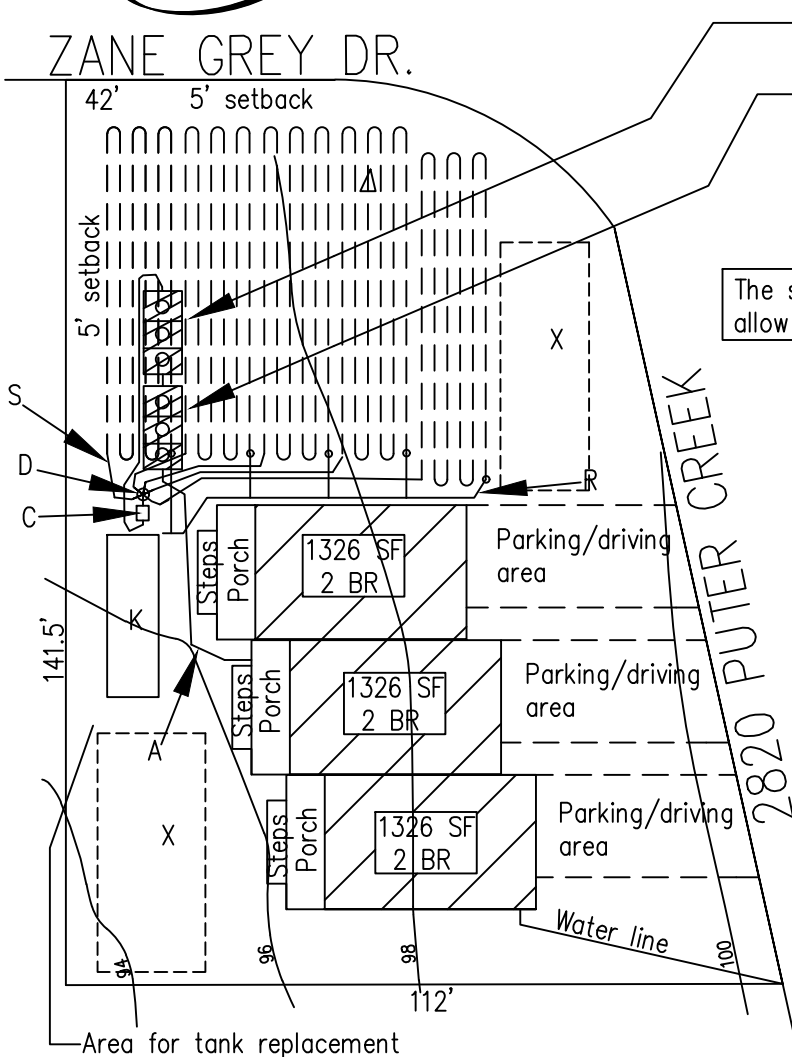 ZANE GREY DR.
42' 5' setback
5' setback
The s
allow
S
D
C
X
R
Steps
Porch
1326 SF
2 BR
Parking/driving
area
K
141.5'
A
Steps
Porch
1326 SF
2 BR
Parking/driving
area
2820 PUTER CREEK
X
Steps
Porch
1326 SF
2 BR
Parking/driving
area
Water line
94
96
98
100
112'
Area for tank replacement